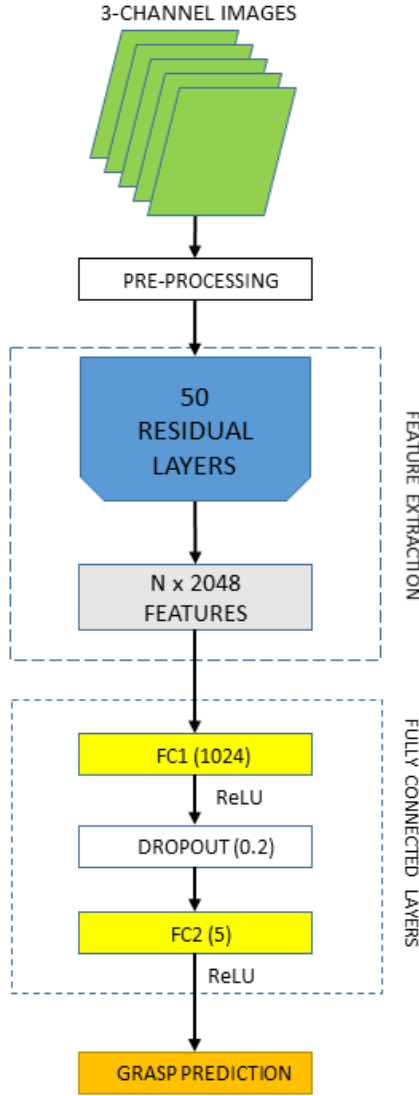 3-CHANNEL IMAGES
PRE-PROCESSING
50
RESIDUAL
LAYERS
N x 2048
FEATURES
FEATURE EXTRACTION
FC1 (1024)
ReLU
DROPOUT (0.2)
FC2 (5)
ReLU
FULLY CONNECTED LAYERS
GRASP PREDICTION